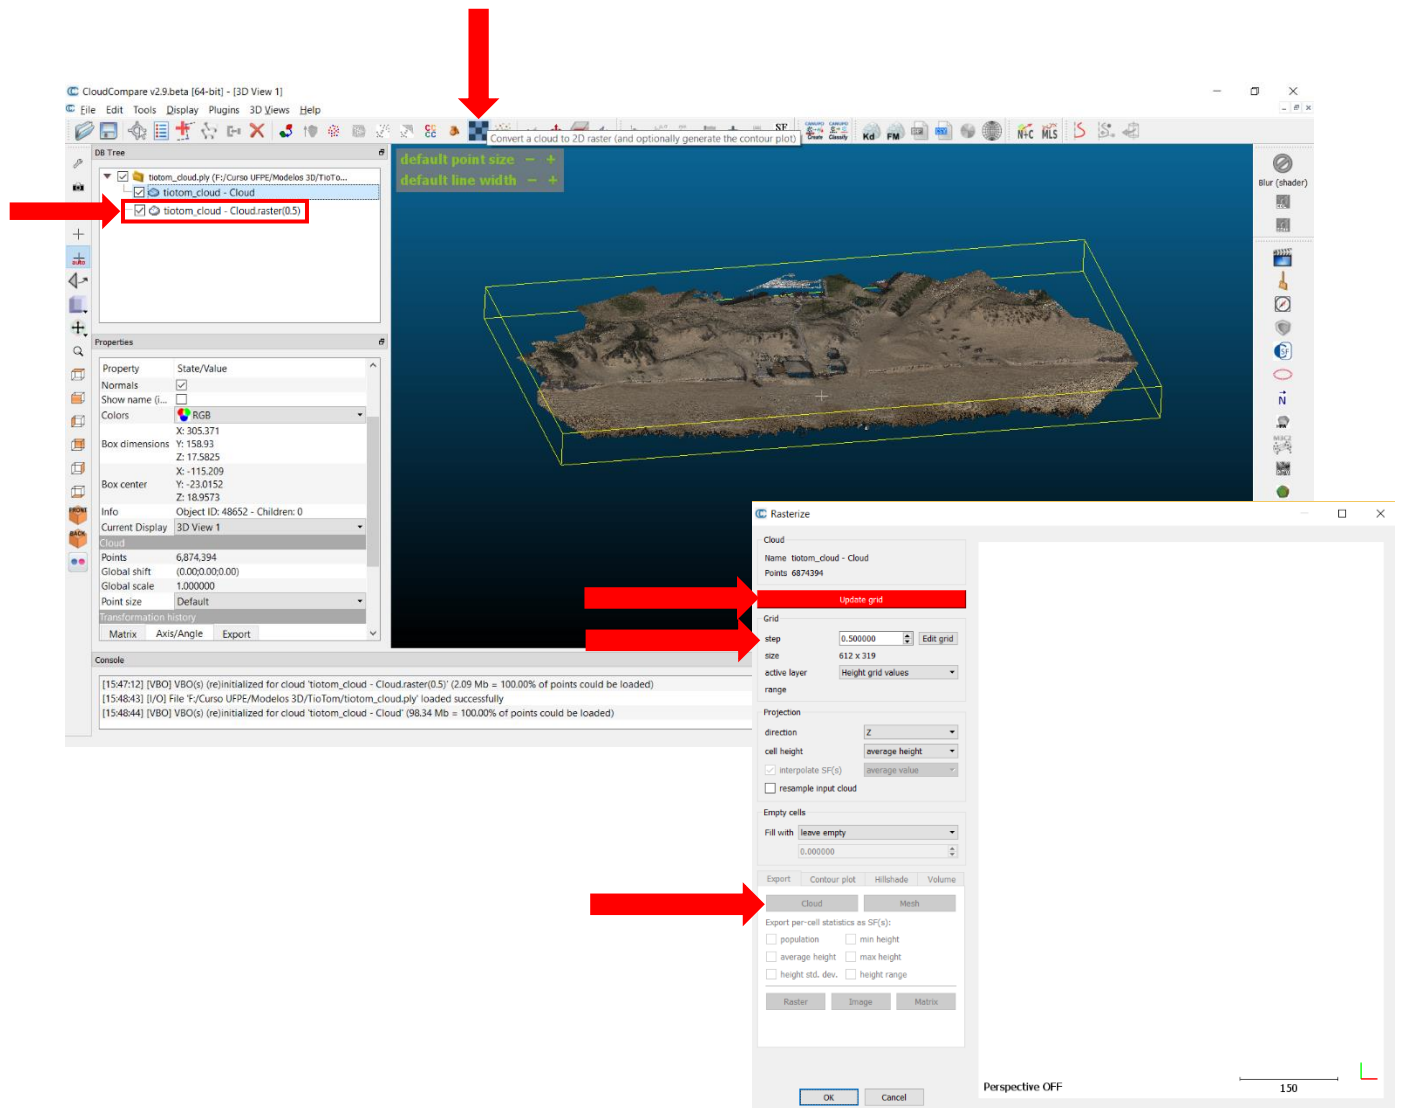 CloudCompare v2.9.beta [64-bit] - [3D View 1]
File Edit Tools Display Plugins 3D Views Help
SF
CANUPO Create
CANUPO Classify
Kd
FM
N+C
MLS
Convert a cloud to 2D raster (and optionally generate the contour plot)
DB Tree
tiotom_cloud.ply (F:/Curso UFPE/Modelos 3D/TioTo...
tiotom_cloud - Cloud
tiotom_cloud - Cloud.raster(0.5)
default point size - +
default line width - +
Blur (shader)
auto
SF
N
M3C2
FRONT
BACK
Properties
Property State/Value
Normals
Show name (i...
Colors RGB
Box dimensions X: 305.371
Y: 158.93
Z: 17.5825
Box center X: -115.209
Y: -23.0152
Z: 18.9573
Info Object ID: 48652 - Children: 0
Current Display 3D View 1
Cloud
Points 6,874,394
Global shift (0.00;0.00;0.00)
Global scale 1.000000
Point size Default
Transformation history
Matrix Axis/Angle Export
Console
[15:47:12] [VBO] VBO(s) (re)initialized for cloud 'tiotom_cloud - Cloud.raster(0.5)' (2.09 Mb = 100.00% of points could be loaded)
[15:48:43] [I/O] File 'F:/Curso UFPE/Modelos 3D/TioTom/tiotom_cloud.ply' loaded successfully
[15:48:44] [VBO] VBO(s) (re)initialized for cloud 'tiotom_cloud - Cloud' (98.34 Mb = 100.00% of points could be loaded)
Rasterize
Cloud
Name tiotom_cloud - Cloud
Points 6874394
Update grid
Grid
step 0.500000 Edit grid
size 612 x 319
active layer Height grid values
range
Projection
direction Z
cell height average height
interpolate SF(s) average value
resample input cloud
Empty cells
Fill with leave empty
0.000000
Export Contour plot Hillshade Volume
Cloud Mesh
Export per-cell statistics as SF(s):
population min height
average height max height
height std. dev. height range
Raster Image Matrix
OK Cancel
Perspective OFF
150